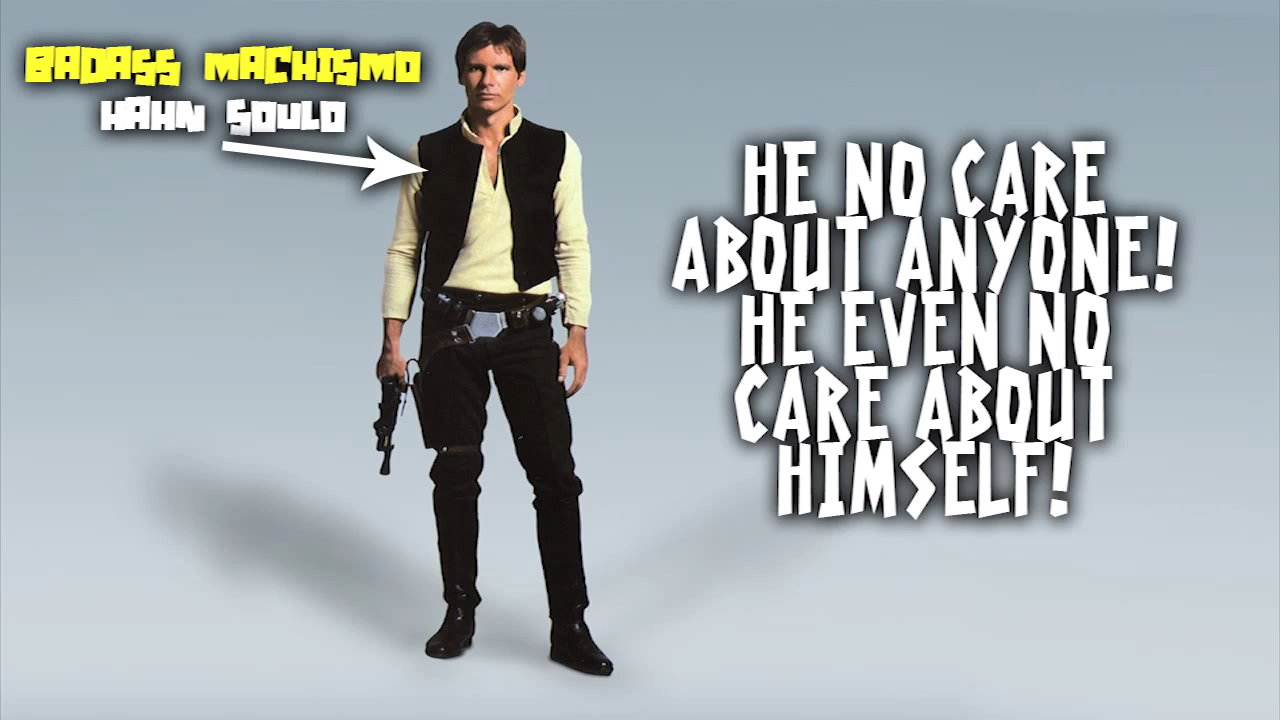 BADASS MACHISMO
HAHN SOULO
HE NO CARE
ABOUT ANYONE!
HE EVEN NO
CARE ABOUT
HIMSELF!